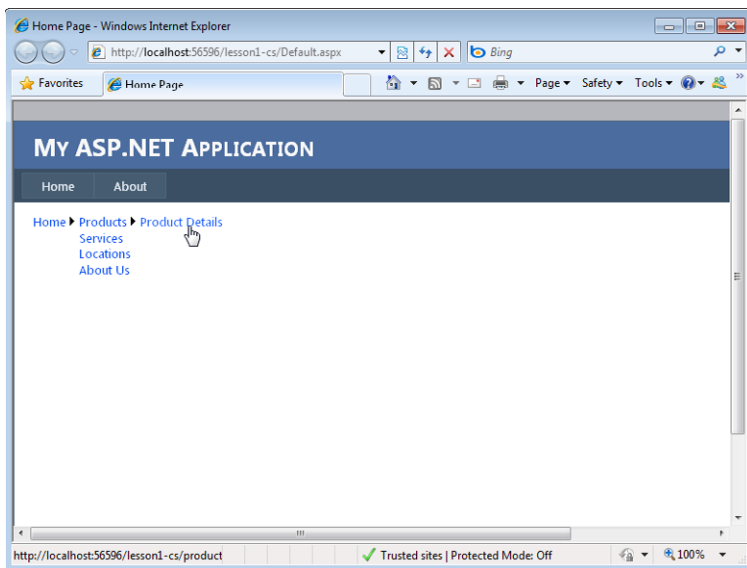 Home Page - Windows Internet Explorer
http://localhost:56596/lesson1-cs/Default.aspx
Bing
Favorites
Home Page
Page
Safety
Tools
MY ASP.NET APPLICATION
Home
About
Home Products Product Details
Services
Locations
About Us
http://localhost:56596/lesson1-cs/product
Trusted sites | Protected Mode: Off
100%